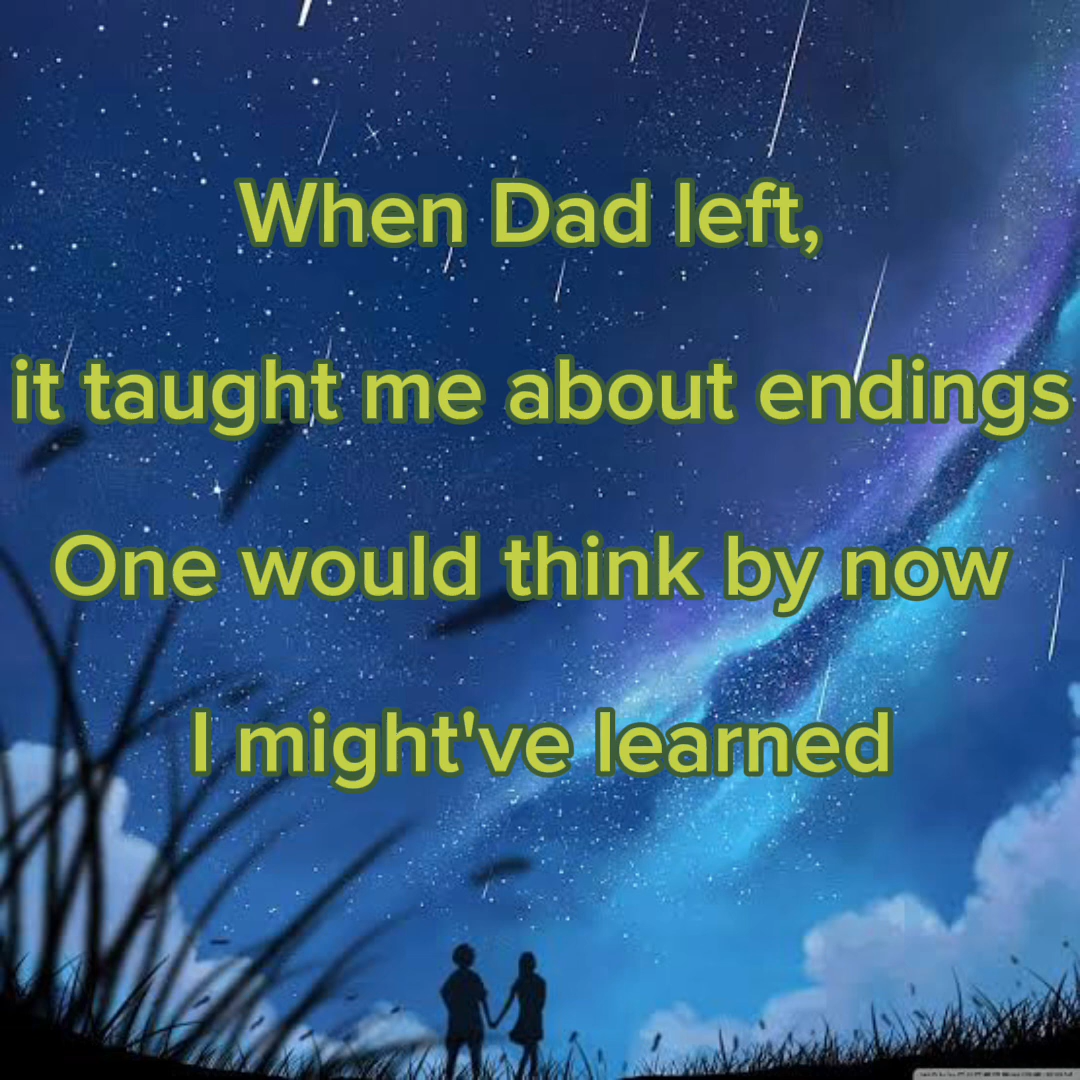 When Dad left,
it taught me about endings
One would think by now
I might've learned